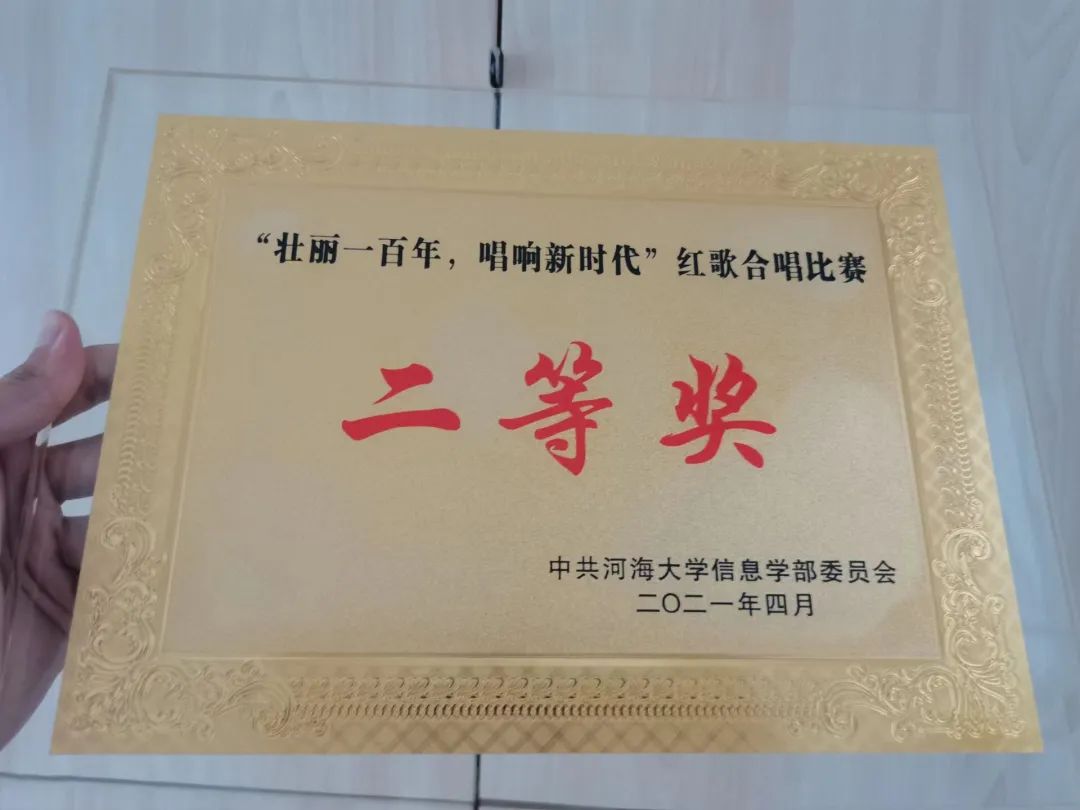 “壮丽一百年，唱响新时代”红歌合唱比赛
二等奖
中共河海大学信息学部委员会
二〇二一年四月